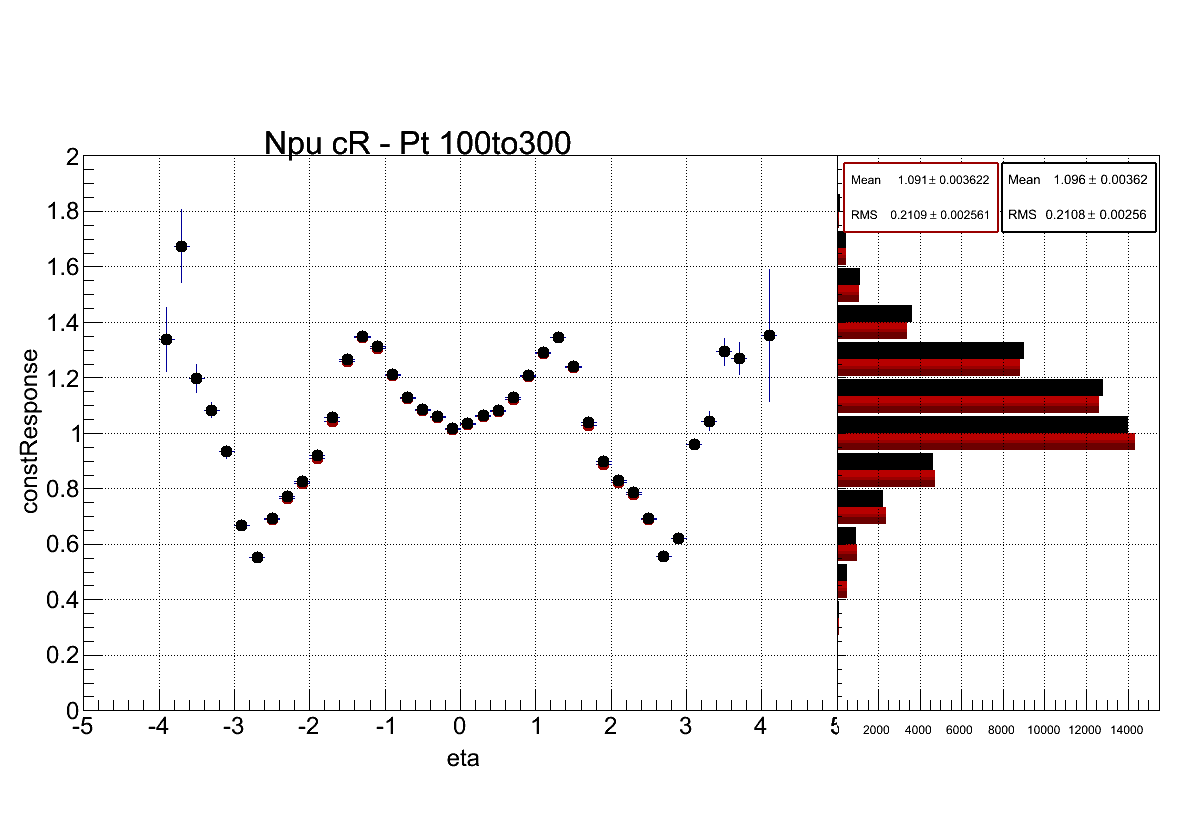 Npu cR - Pt 100to300
constResponse
2
1.8
1.6
1.4
1.2
1
0.8
0.6
0.4
0.2
0
-5 -4 -3 -2 -1 0 1 2 3 4
eta
Mean 1.091 ± 0.003622
RMS 0.2109 ± 0.002561
Mean 1.096 ± 0.00362
RMS 0.2108 ± 0.00256
2000 4000 6000 8000 10000 12000 14000